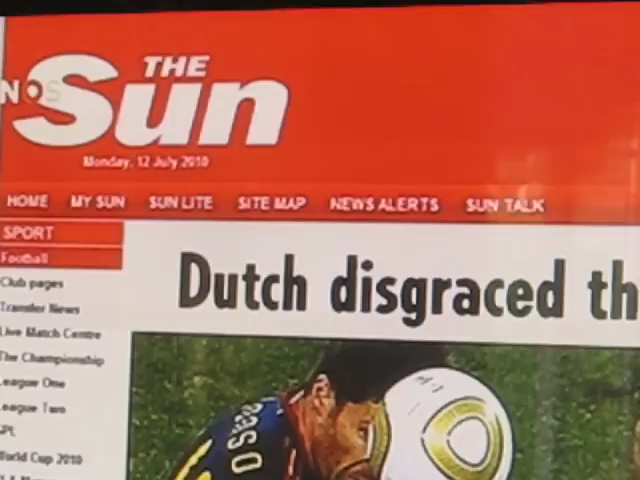 THE
Sun
NOS
Monday, 12 July 2010
HOME MY SUN SUN LITE SITE MAP NEWS ALERTS SUN TALK
SPORT
Football
Club pages
Transfer News
Live Match Centre
The Championship
League One
League Two
SPL
World Cup 2010
Dutch disgraced th